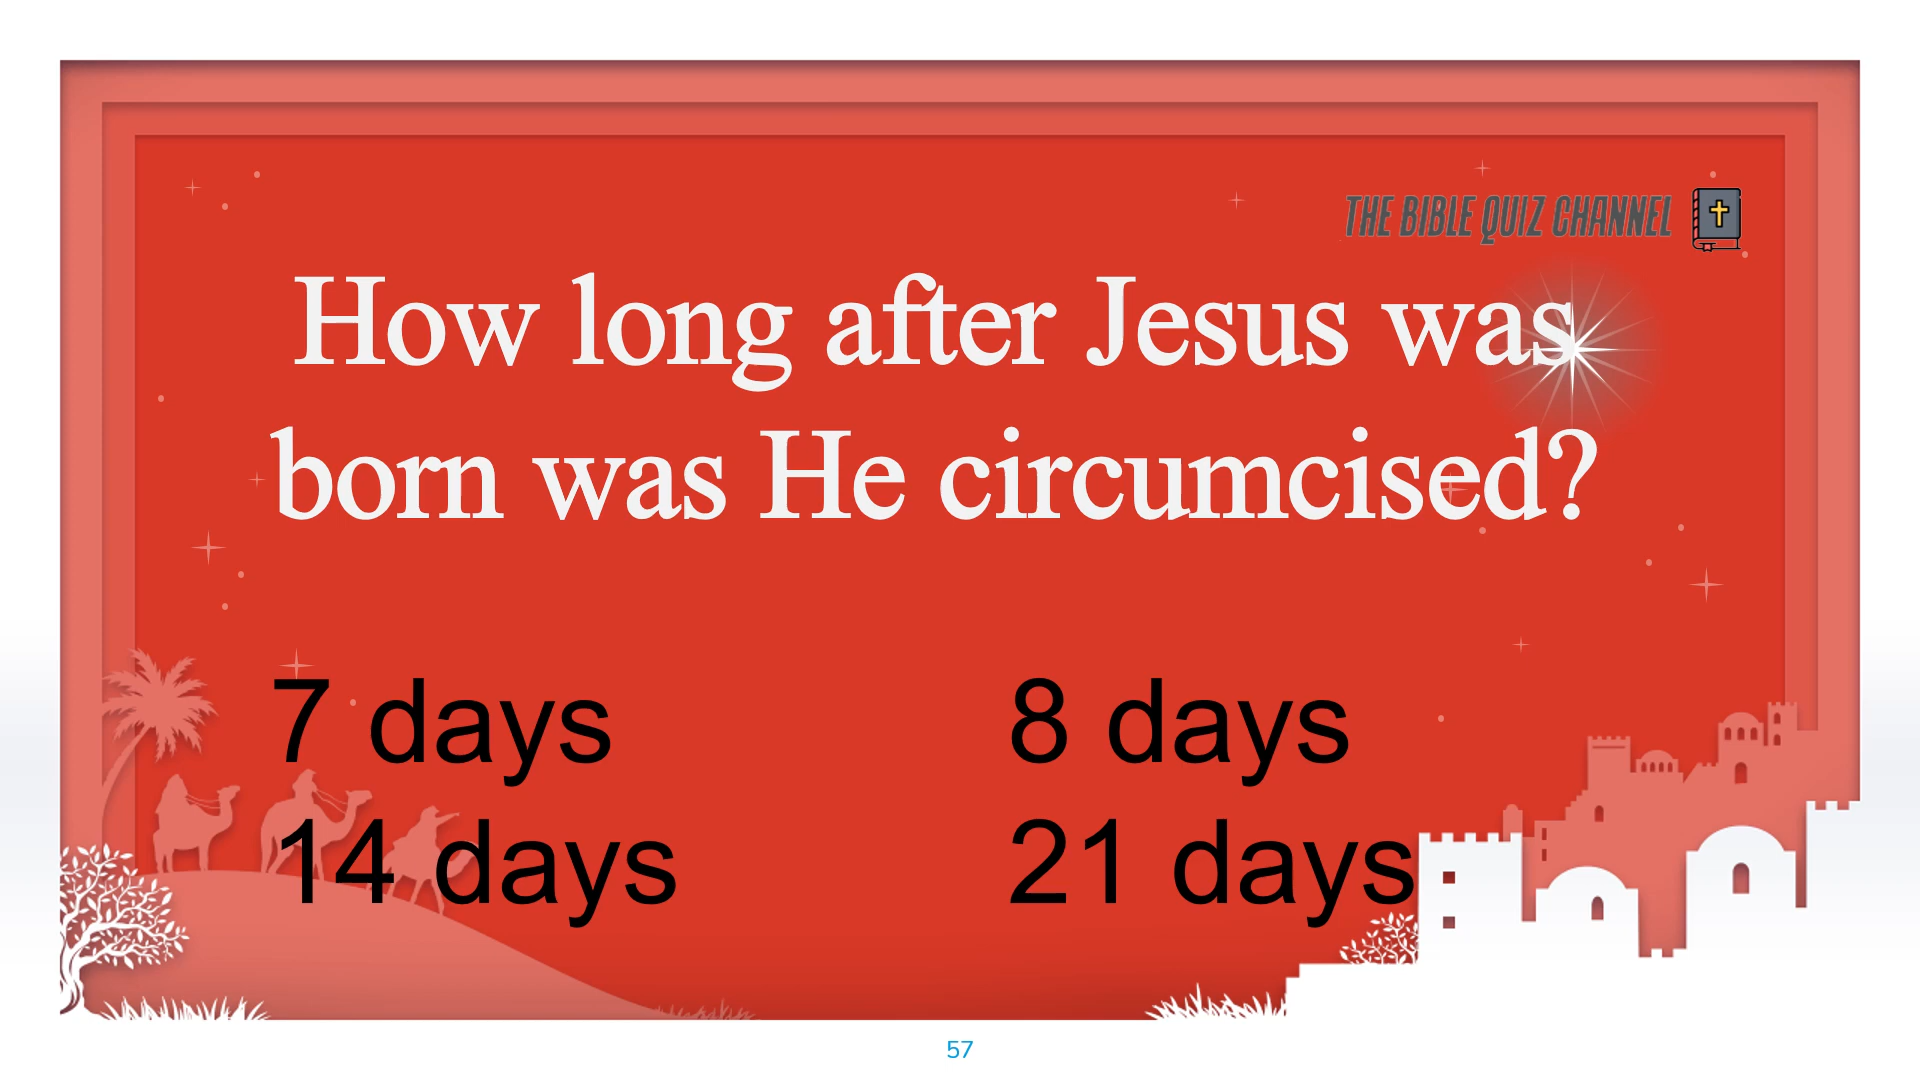 THE BIBLE QUIZ CHANNEL
How long after Jesus was
born was He circumcised?
7 days
8 days
14 days
21 days
57